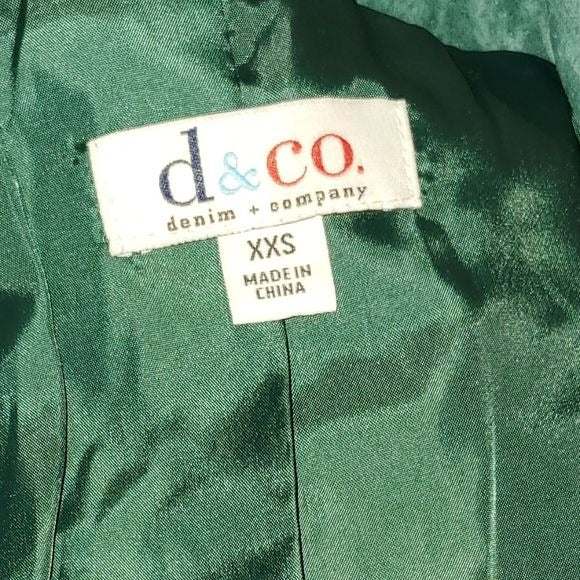 d&co.
denim + company
XXS
MADE IN
CHINA